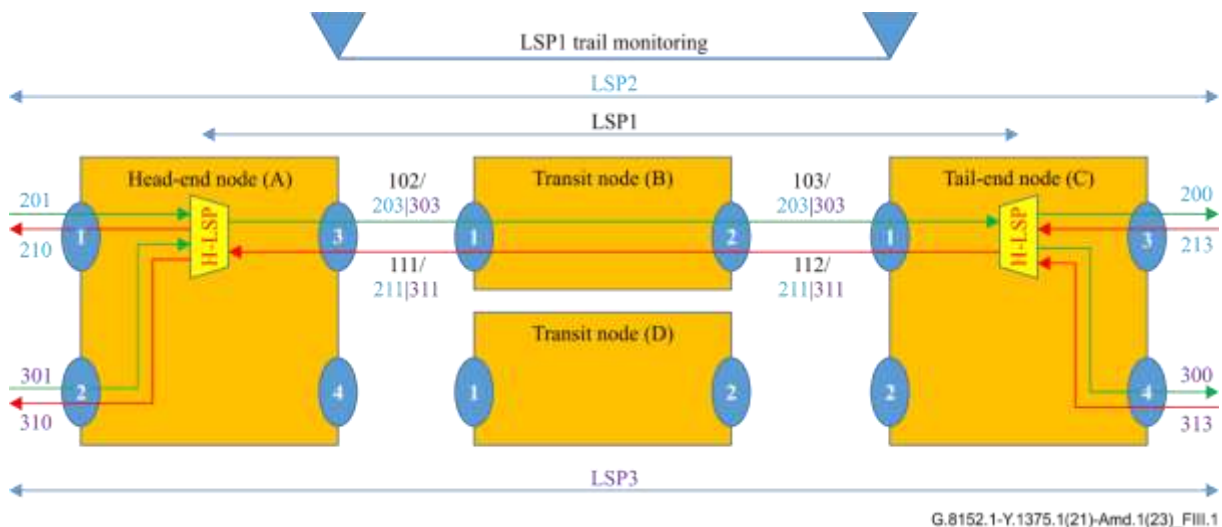 LSP1 trail monitoring
LSP2
LSP1
Head-end node (A)
102/
203|303
Transit node (B)
103/
203|303
Tail-end node (C)
201
200
H-LSP
H-LSP
1
3
1
2
1
3
210
213
111/
211|311
112/
211|311
Transit node (D)
301
300
2
4
1
2
2
4
310
313
LSP3
G.8152.1-Y.1375.1(21)-Amd.1(23)_FIII.1